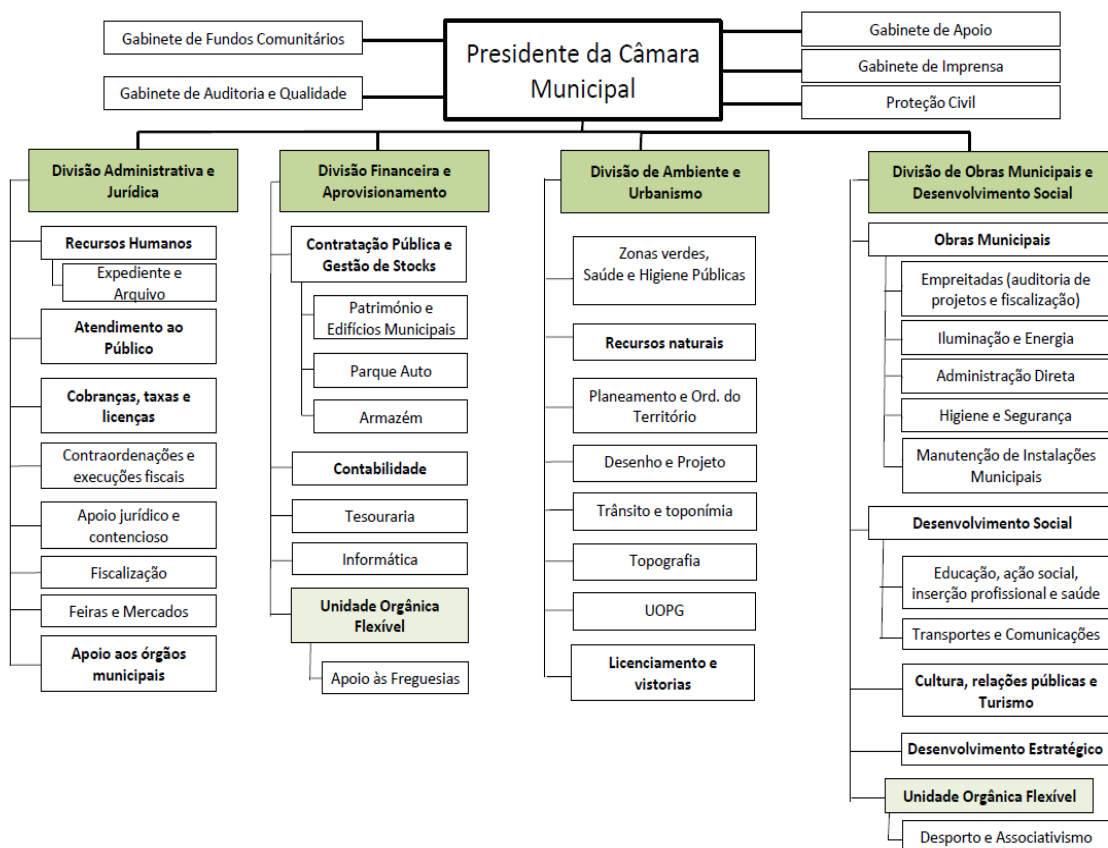 Gabinete de Fundos Comunitários
Gabinete de Auditoria e Qualidade
Presidente da Câmara
Municipal
Gabinete de Apoio
Gabinete de Imprensa
Proteção Civil
Divisão Administrativa e
Jurídica
Recursos Humanos
Expediente e
Arquivo
Atendimento ao
Público
Cobranças, taxas e
licenças
Contraordenações e
execuções fiscais
Apoio jurídico e
contencioso
Fiscalização
Feiras e Mercados
Apoio aos órgãos
municipais
Divisão Financeira e
Aprovisionamento
Contratação Pública e
Gestão de Stocks
Património e
Edifícios Municipais
Parque Auto
Armazém
Contabilidade
Tesouraria
Informática
Unidade Orgânica
Flexível
Apoio às Freguesias
Divisão de Ambiente e
Urbanismo
Zonas verdes,
Saúde e Higiene Públicas
Recursos naturais
Planeamento e Ord. do
Território
Desenho e Projeto
Trânsito e toponímia
Topografia
UOPG
Licenciamento e
vistorias
Divisão de Obras Municipais e
Desenvolvimento Social
Obras Municipais
Empreitadas (auditoria de
projetos e fiscalização)
Iluminação e Energia
Administração Direta
Higiene e Segurança
Manutenção de Instalações
Municipais
Desenvolvimento Social
Educação, ação social,
inserção profissional e saúde
Transportes e Comunicações
Cultura, relações públicas e
Turismo
Desenvolvimento Estratégico
Unidade Orgânica Flexível
Desporto e Associativismo